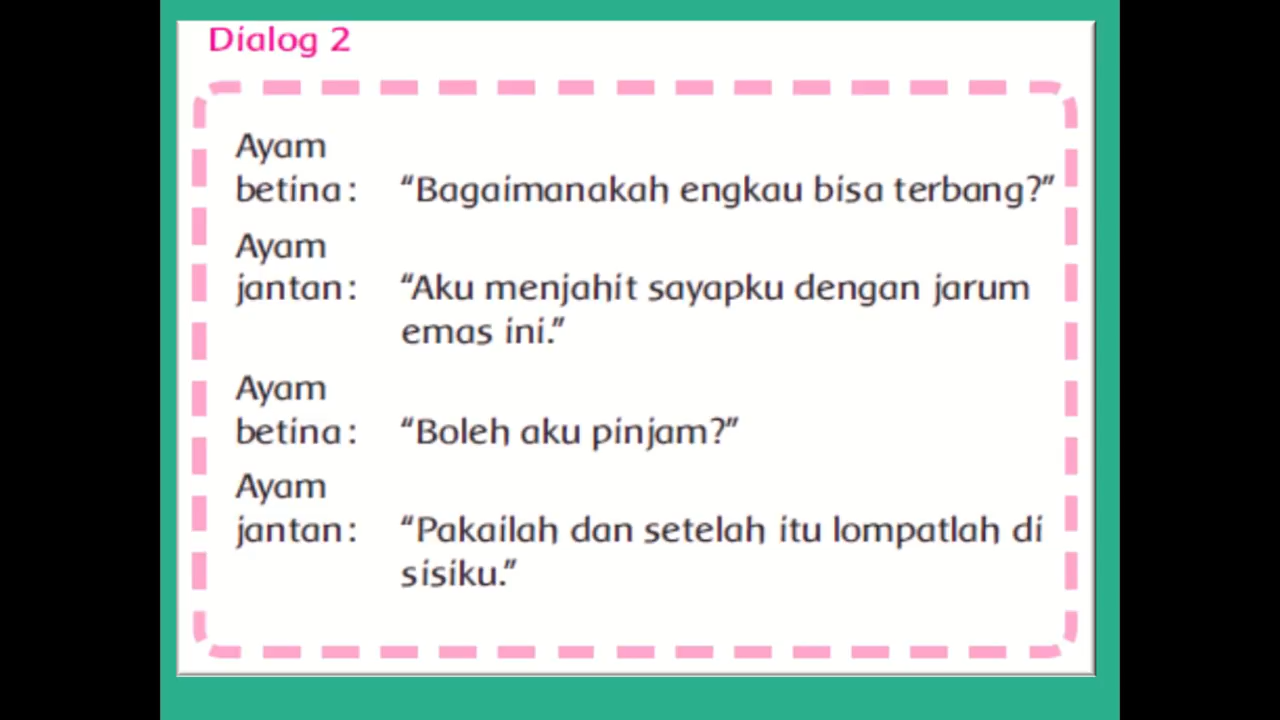 Dialog 2
Ayam
betina: “Bagaimanakah engkau bisa terbang?”
Ayam
jantan: “Aku menjahit sayapku dengan jarum
emas ini.”
Ayam
betina: “Boleh aku pinjam?”
Ayam
jantan: “Pakailah dan setelah itu lompatlah di
sisiku.”